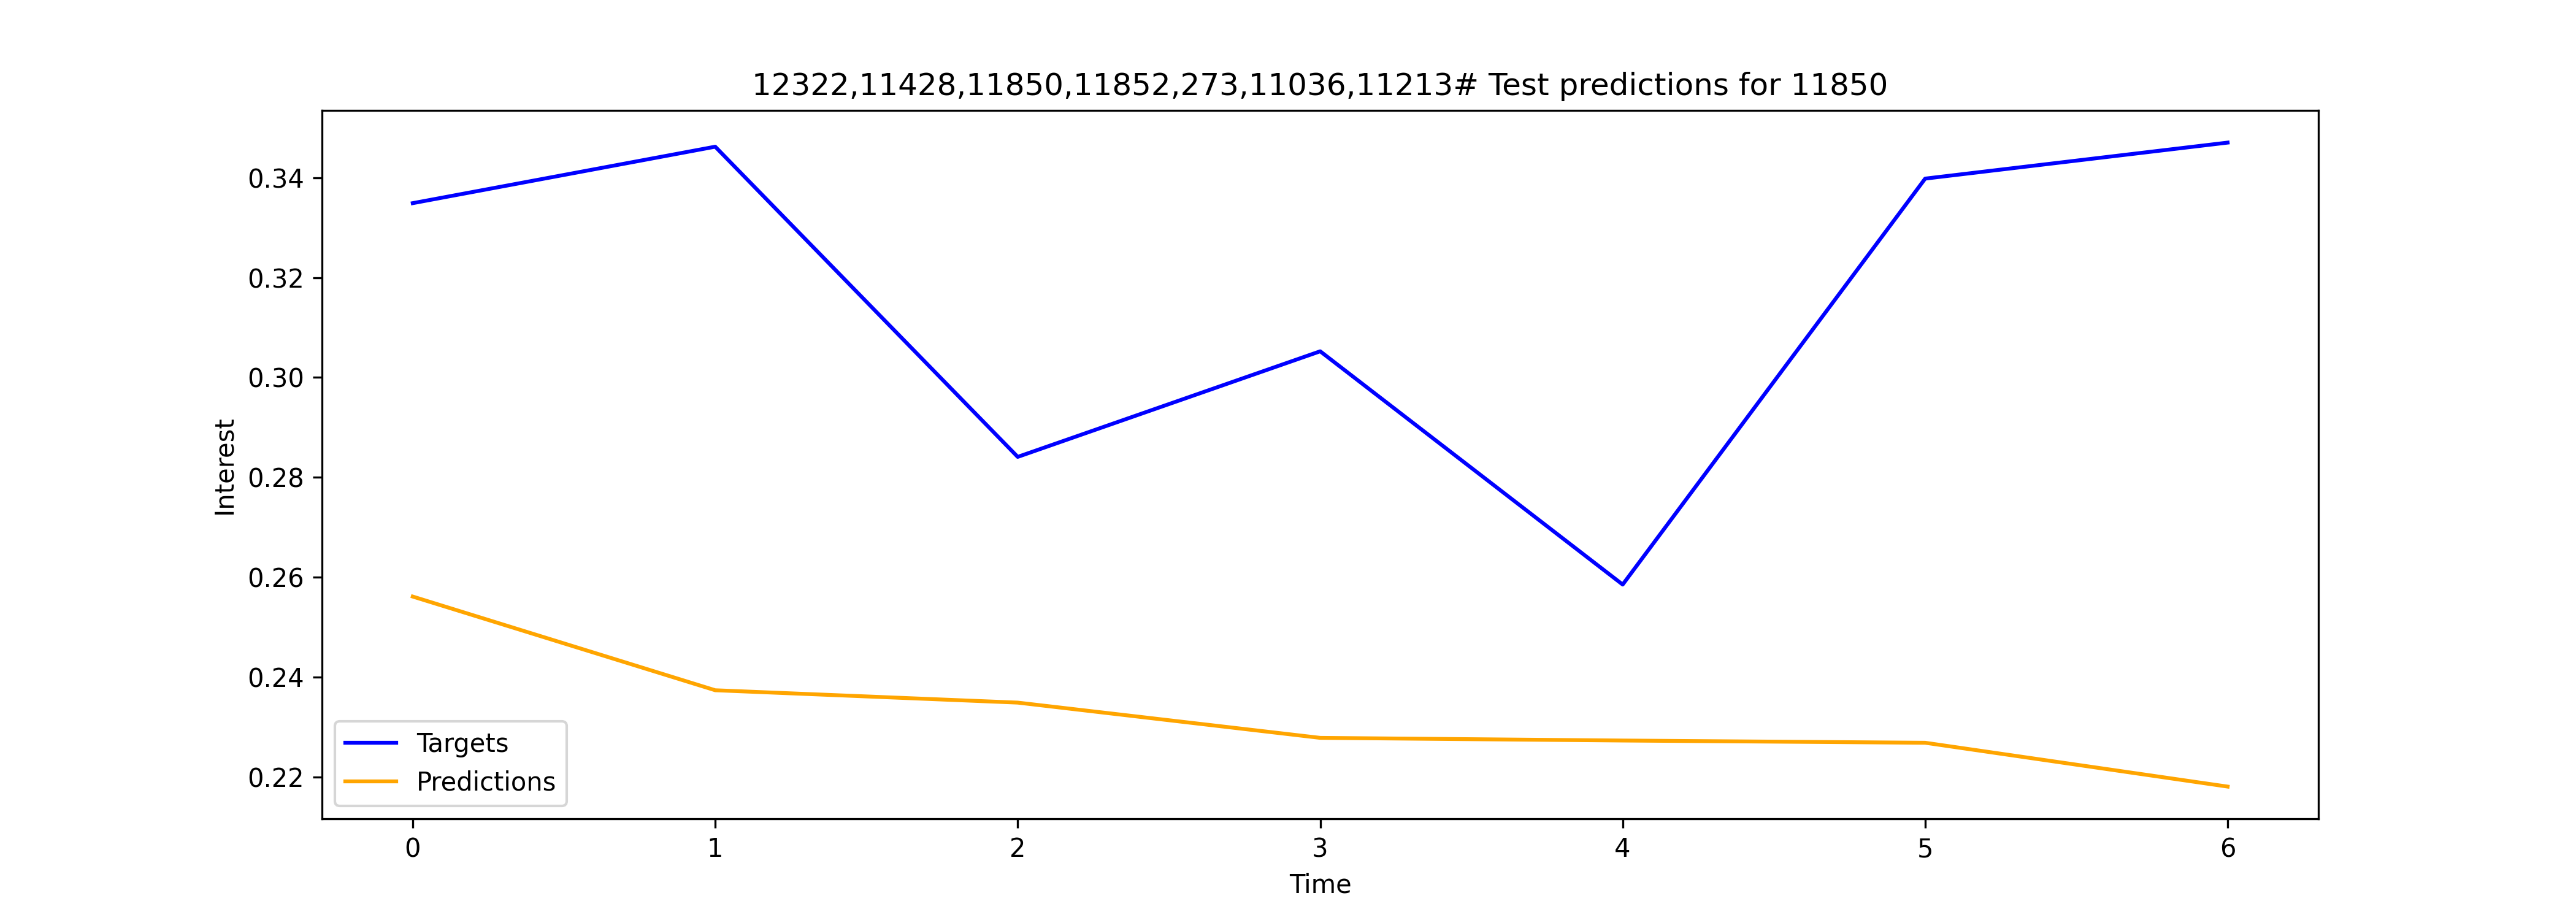 12322,11428,11850,11852,273,11036,11213# Test predictions for 11850
0.34
0.32
0.30
0.28
0.26
0.24
0.22
Interest
Targets
Predictions
0 1 2 3 4 5 6
Time